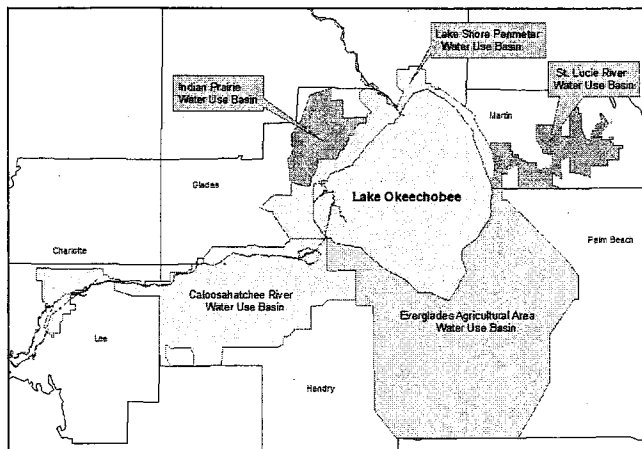 Lake Shore Perimeter
Water Use Basin
Indian Prairie
Water Use Basin
St. Lucie River
Water Use Basin
Martin
Glades
Lake Okeechobee
Charlotte
Palm Beach
Caloosahatchee River
Water Use Basin
Everglades Agricultural Area
Water Use Basin
Lee
Hendry